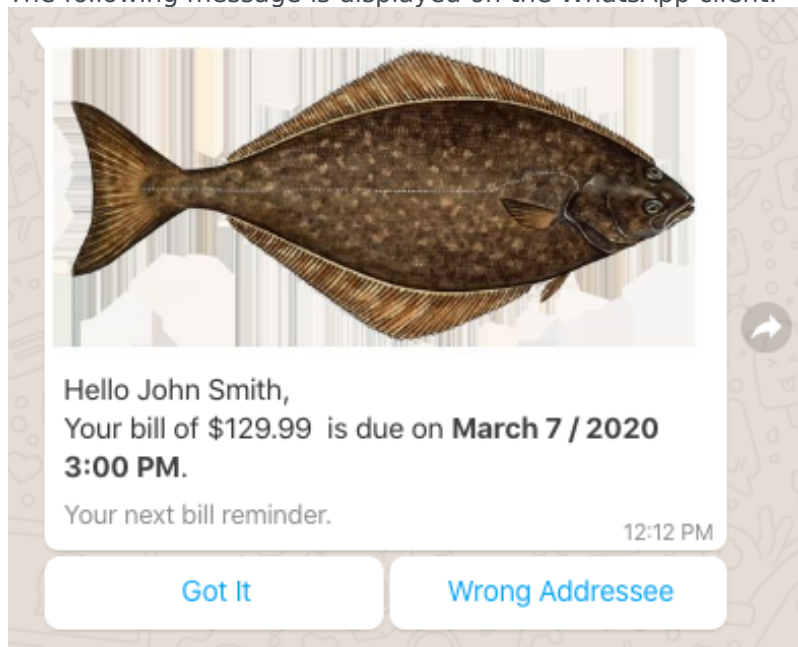 The following message is displayed on the WhatsApp client:
Hello John Smith,
Your bill of $129.99  is due on March 7 / 2020
3:00 PM.
Your next bill reminder.
12:12 PM
Got It
Wrong Addressee